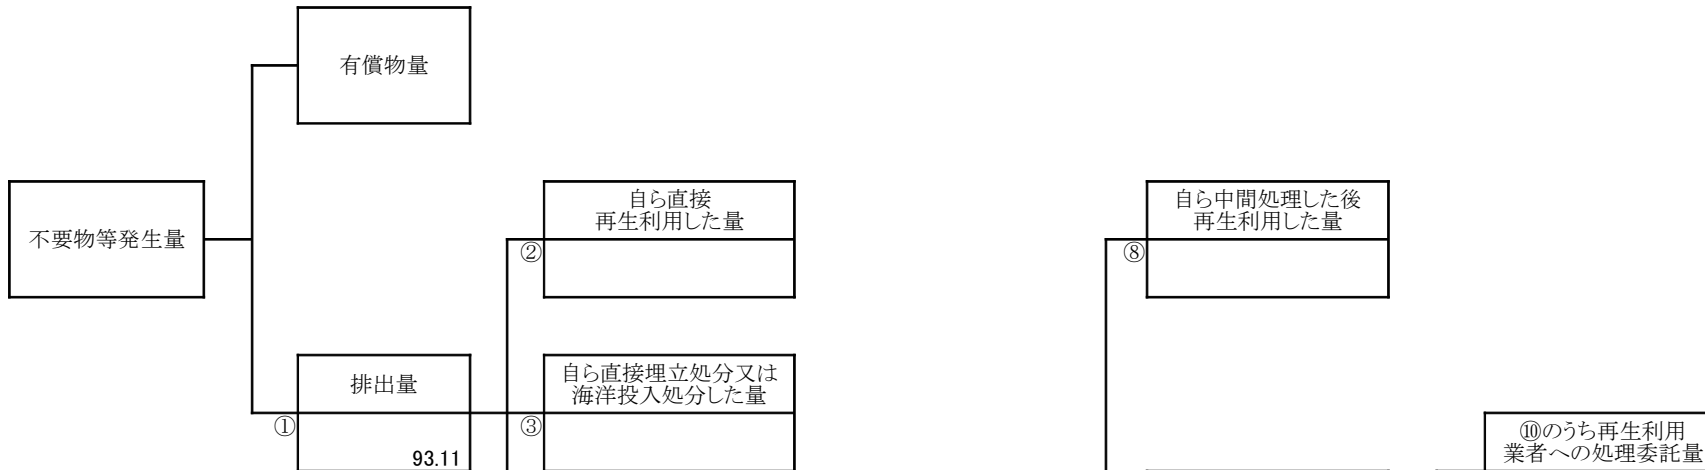 有償物量
不要物等発生量
自ら直接
再生利用した量
②
自ら中間処理した後
再生利用した量
⑧
排出量
①
93.11
自ら直接埋立処分又は
海洋投入処分した量
③
⑩のうち再生利用
業者への処理委託量